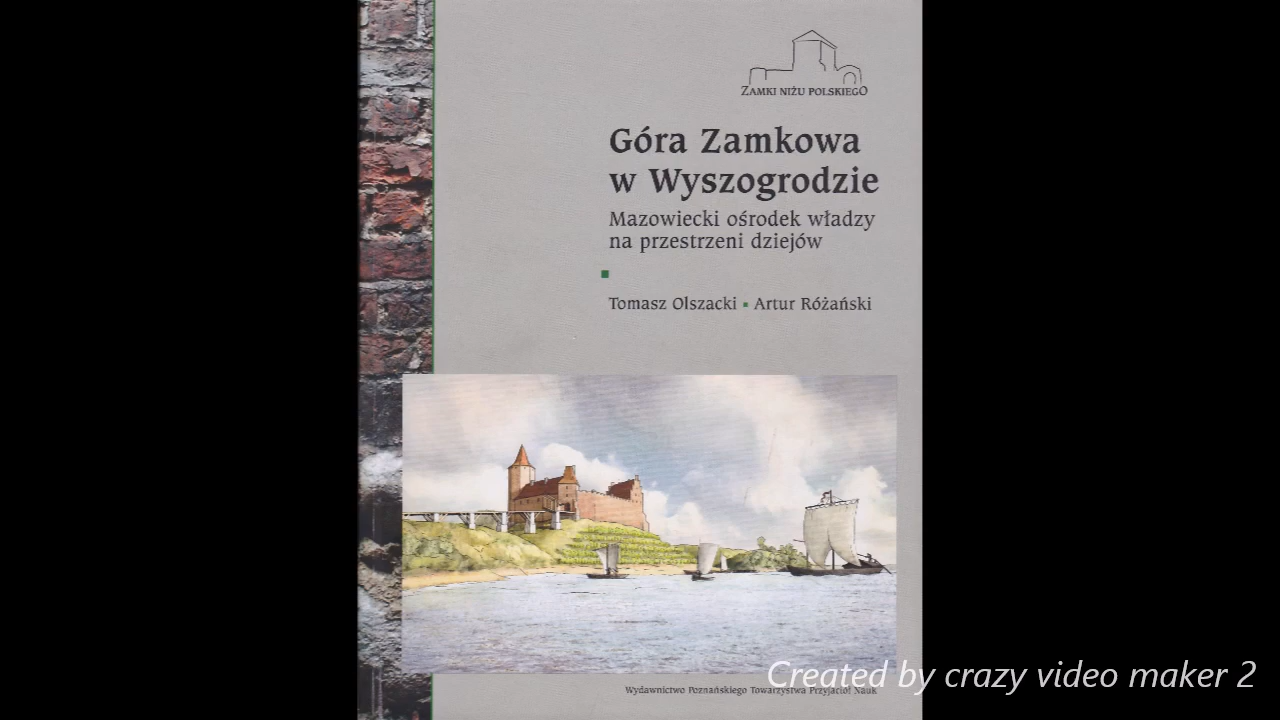 ZAMKI NIŻU POLSKIEGO
Góra Zamkowa
w Wyszogrodzie
Mazowiecki ośrodek władzy
na przestrzeni dziejów
Tomasz Olszacki ▪ Artur Różański
Wydawnictwo Poznańskiego Towarzystwa Przyjaciół Nauk
Created by crazy video maker 2